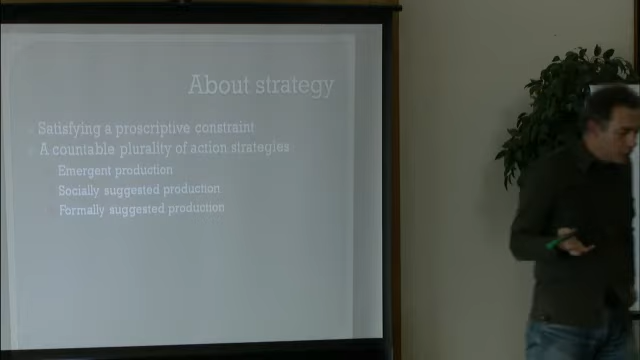 About strategy
Satisfying a proscriptive constraint
A countable plurality of action strategies
Emergent production
Socially suggested production
Formally suggested production